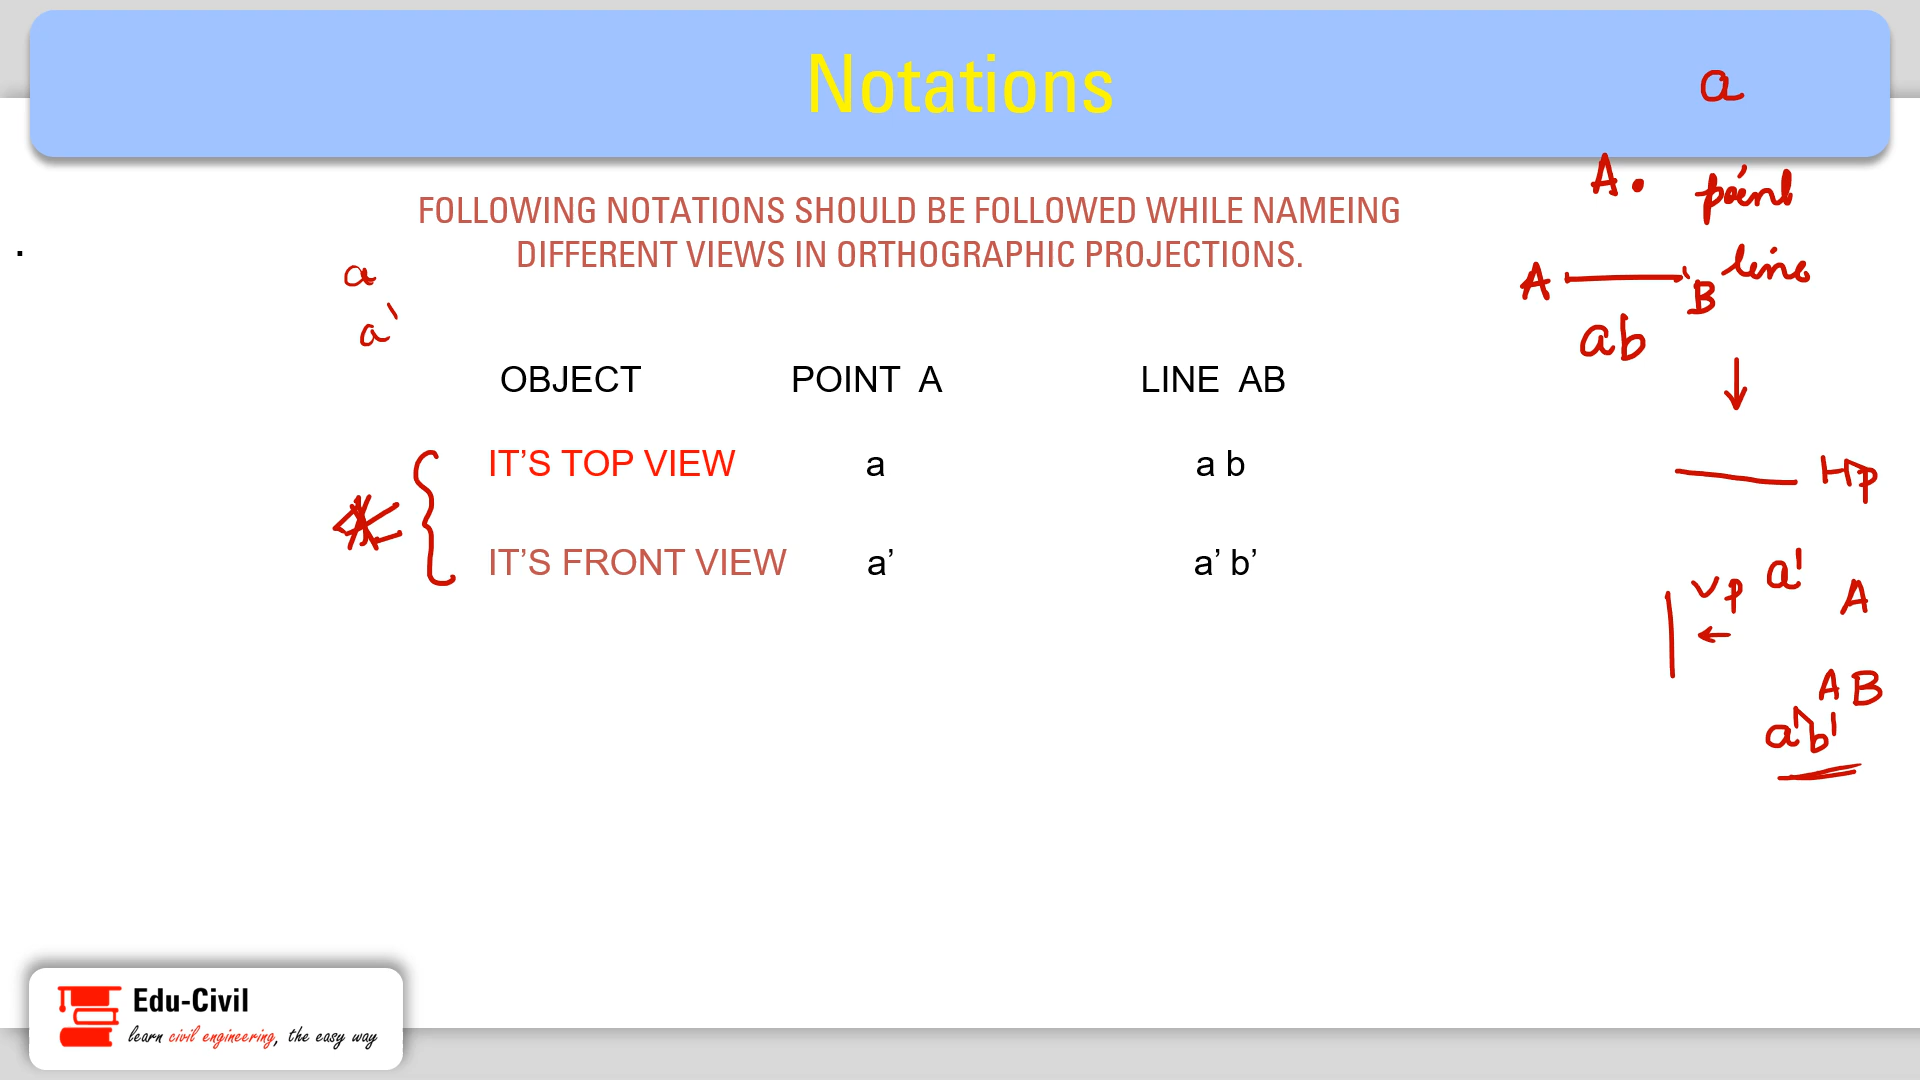 Notations
a
A. point
FOLLOWING NOTATIONS SHOULD BE FOLLOWED WHILE NAMEING
DIFFERENT VIEWS IN ORTHOGRAPHIC PROJECTIONS.
.
a
a'
A B line
ab
OBJECT POINT A LINE AB
IT’S TOP VIEW a a b
Hp
IT’S FRONT VIEW a’ a’ b’
Vp a' A
AB
a'b'
Edu-Civil
learn civil engineering, the easy way